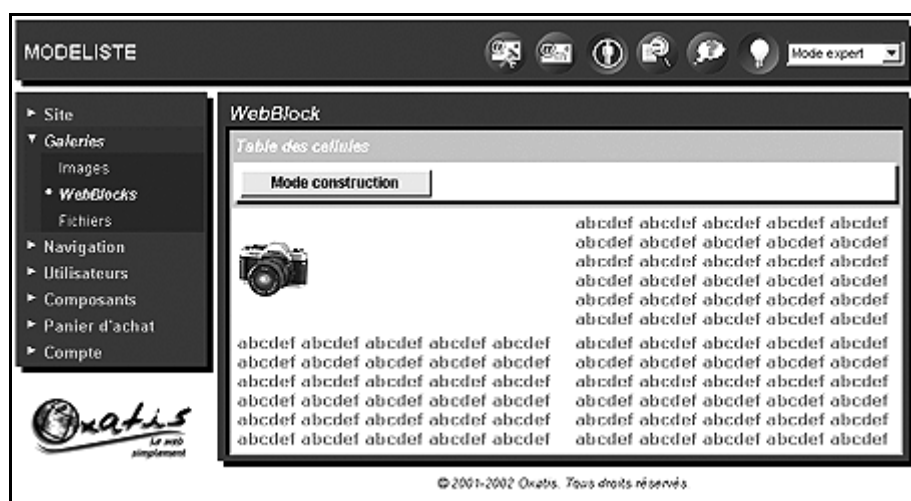 MODELISTE
Mode expert
Site
Galeries
Images
WebBlocks
Fichiers
Navigation
Utilisateurs
Composants
Panier d'achat
Compte
Oxatis
Le web
simplement
WebBlock
Table des cellules
Mode construction
abcdef abcdef abcdef abcdef abcdef
abcdef abcdef abcdef abcdef abcdef
abcdef abcdef abcdef abcdef abcdef
abcdef abcdef abcdef abcdef abcdef
abcdef abcdef abcdef abcdef abcdef
abcdef abcdef abcdef abcdef abcdef
abcdef abcdef abcdef abcdef abcdef abcdef abcdef abcdef abcdef abcdef
abcdef abcdef abcdef abcdef abcdef abcdef abcdef abcdef abcdef abcdef
abcdef abcdef abcdef abcdef abcdef abcdef abcdef abcdef abcdef abcdef
abcdef abcdef abcdef abcdef abcdef abcdef abcdef abcdef abcdef abcdef
abcdef abcdef abcdef abcdef abcdef abcdef abcdef abcdef abcdef abcdef
abcdef abcdef abcdef abcdef abcdef abcdef abcdef abcdef abcdef abcdef
©2001-2002 Oxatis. Tous droits réservés.